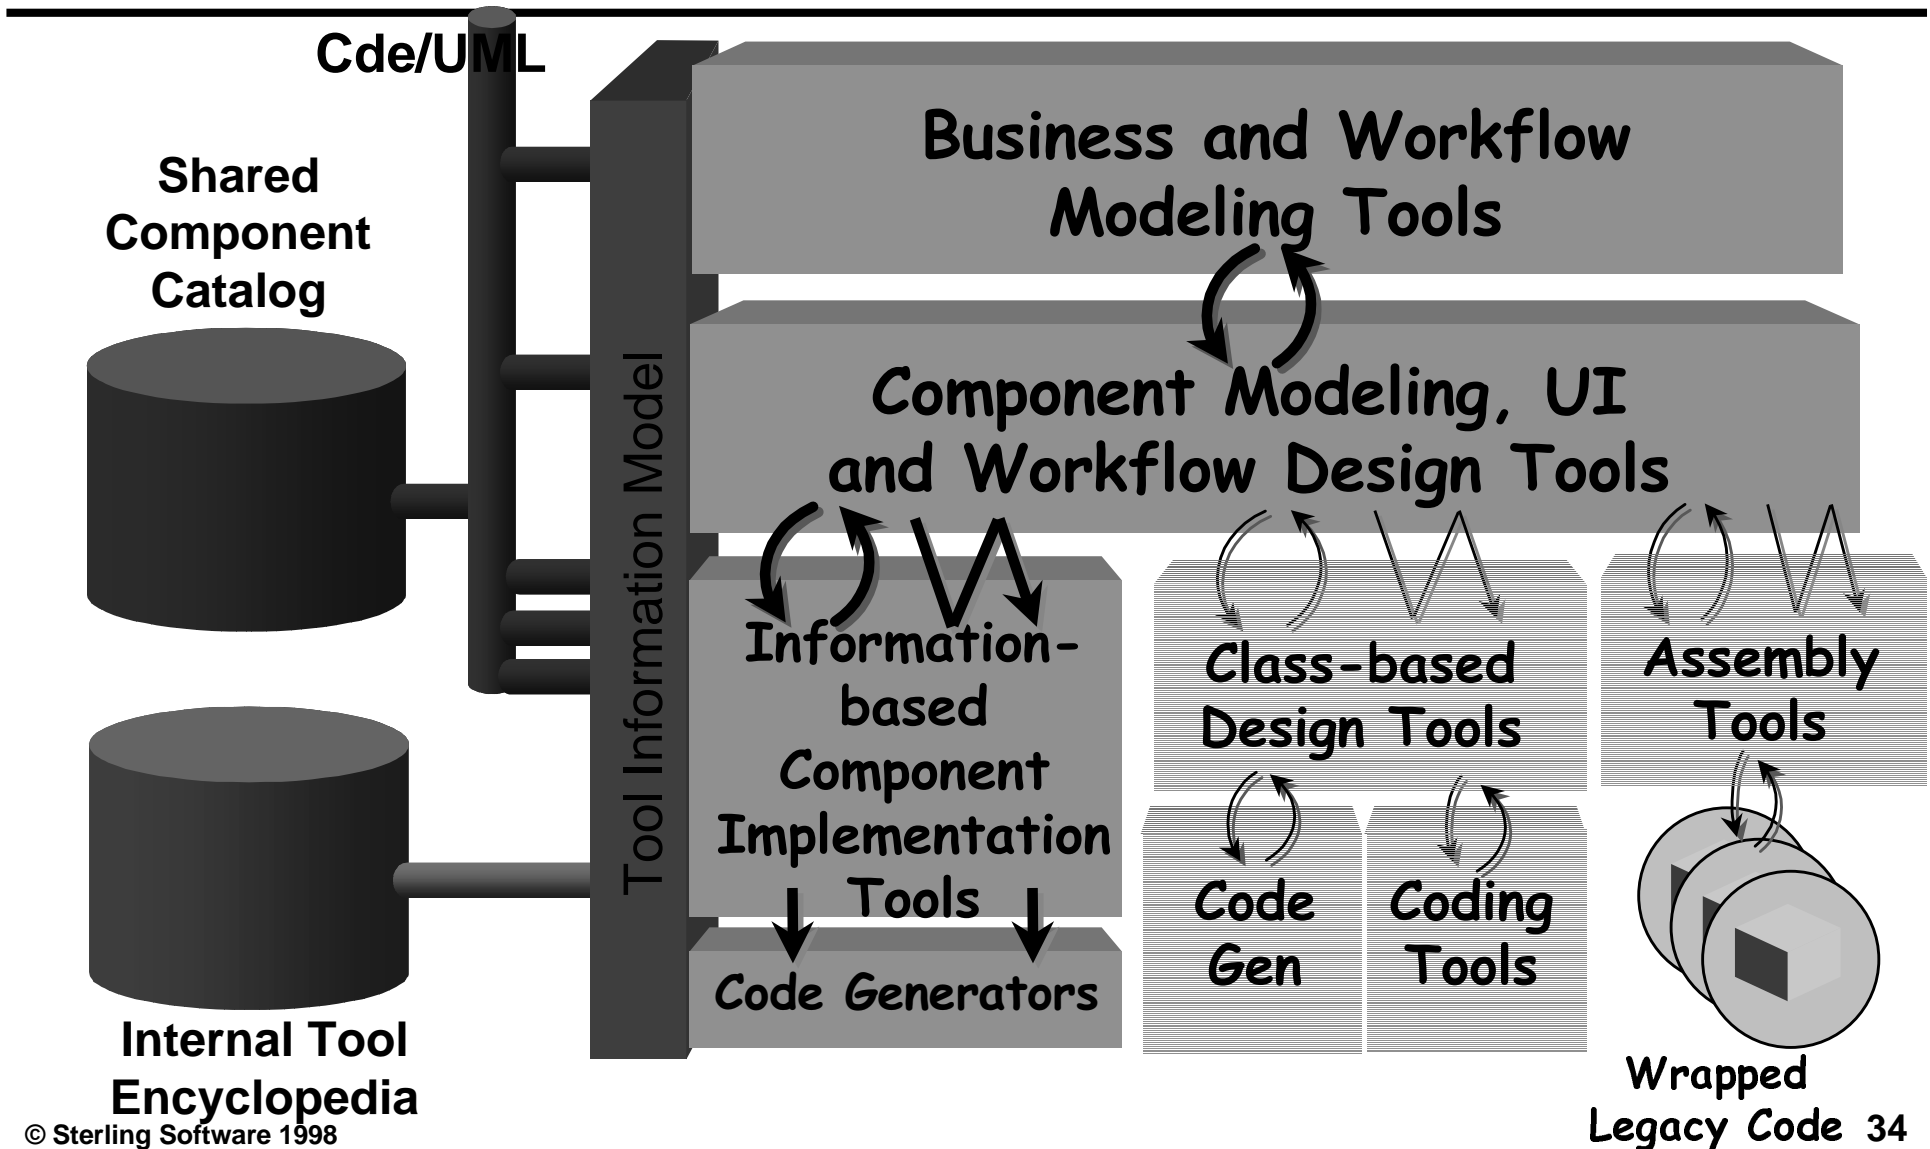 Cde/UML
Shared
Component
Catalog
Internal Tool
Encyclopedia
Tool Information Model
Business and Workflow
Modeling Tools
Component Modeling, UI
and Workflow Design Tools
Information-
based
Component
Implementation
Tools
Code Generators
Class-based
Design Tools
Code
Gen
Coding
Tools
Assembly
Tools
Wrapped
Legacy Code
© Sterling Software 1998
34